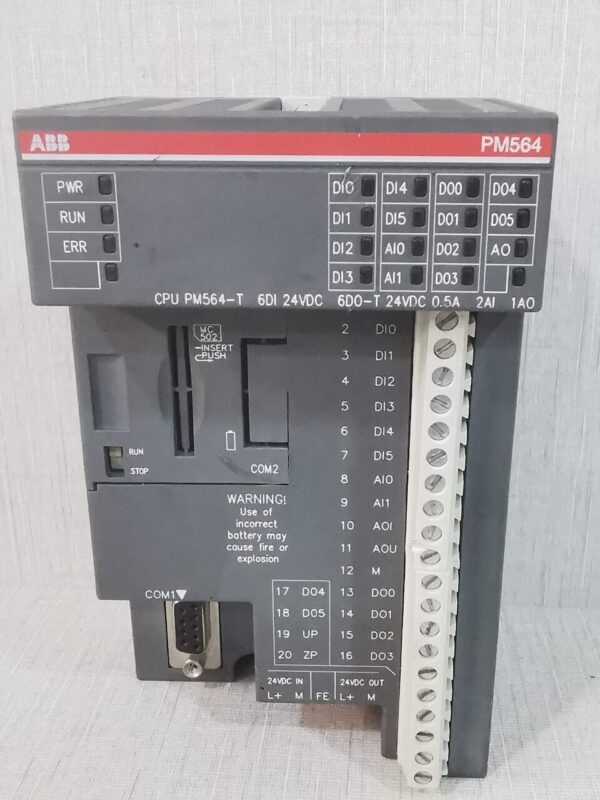 ABB PM564
PWR DI0 DI4 DO0 DO4
RUN DI1 DI5 DO1 DO5
ERR DI2 AI0 DO2 AO
DI3 AI1 DO3
CPU PM564-T 6DI 24VDC 6DO-T 24VDC 0.5A 2AI 1AO
MC
502
INSERT
PUSH
RUN
STOP
COM2
WARNING!
Use of
incorrect
battery may
cause fire or
explosion
COM1
2 DI0
3 DI1
4 DI2
5 DI3
6 DI4
7 DI5
8 AI0
9 AI1
10 AOI
11 AOU
12 M
13 DO0
14 DO1
15 DO2
16 DO3
17 DO4
18 DO5
19 UP
20 ZP
24VDC IN 24VDC OUT
L+ M FE L+ M